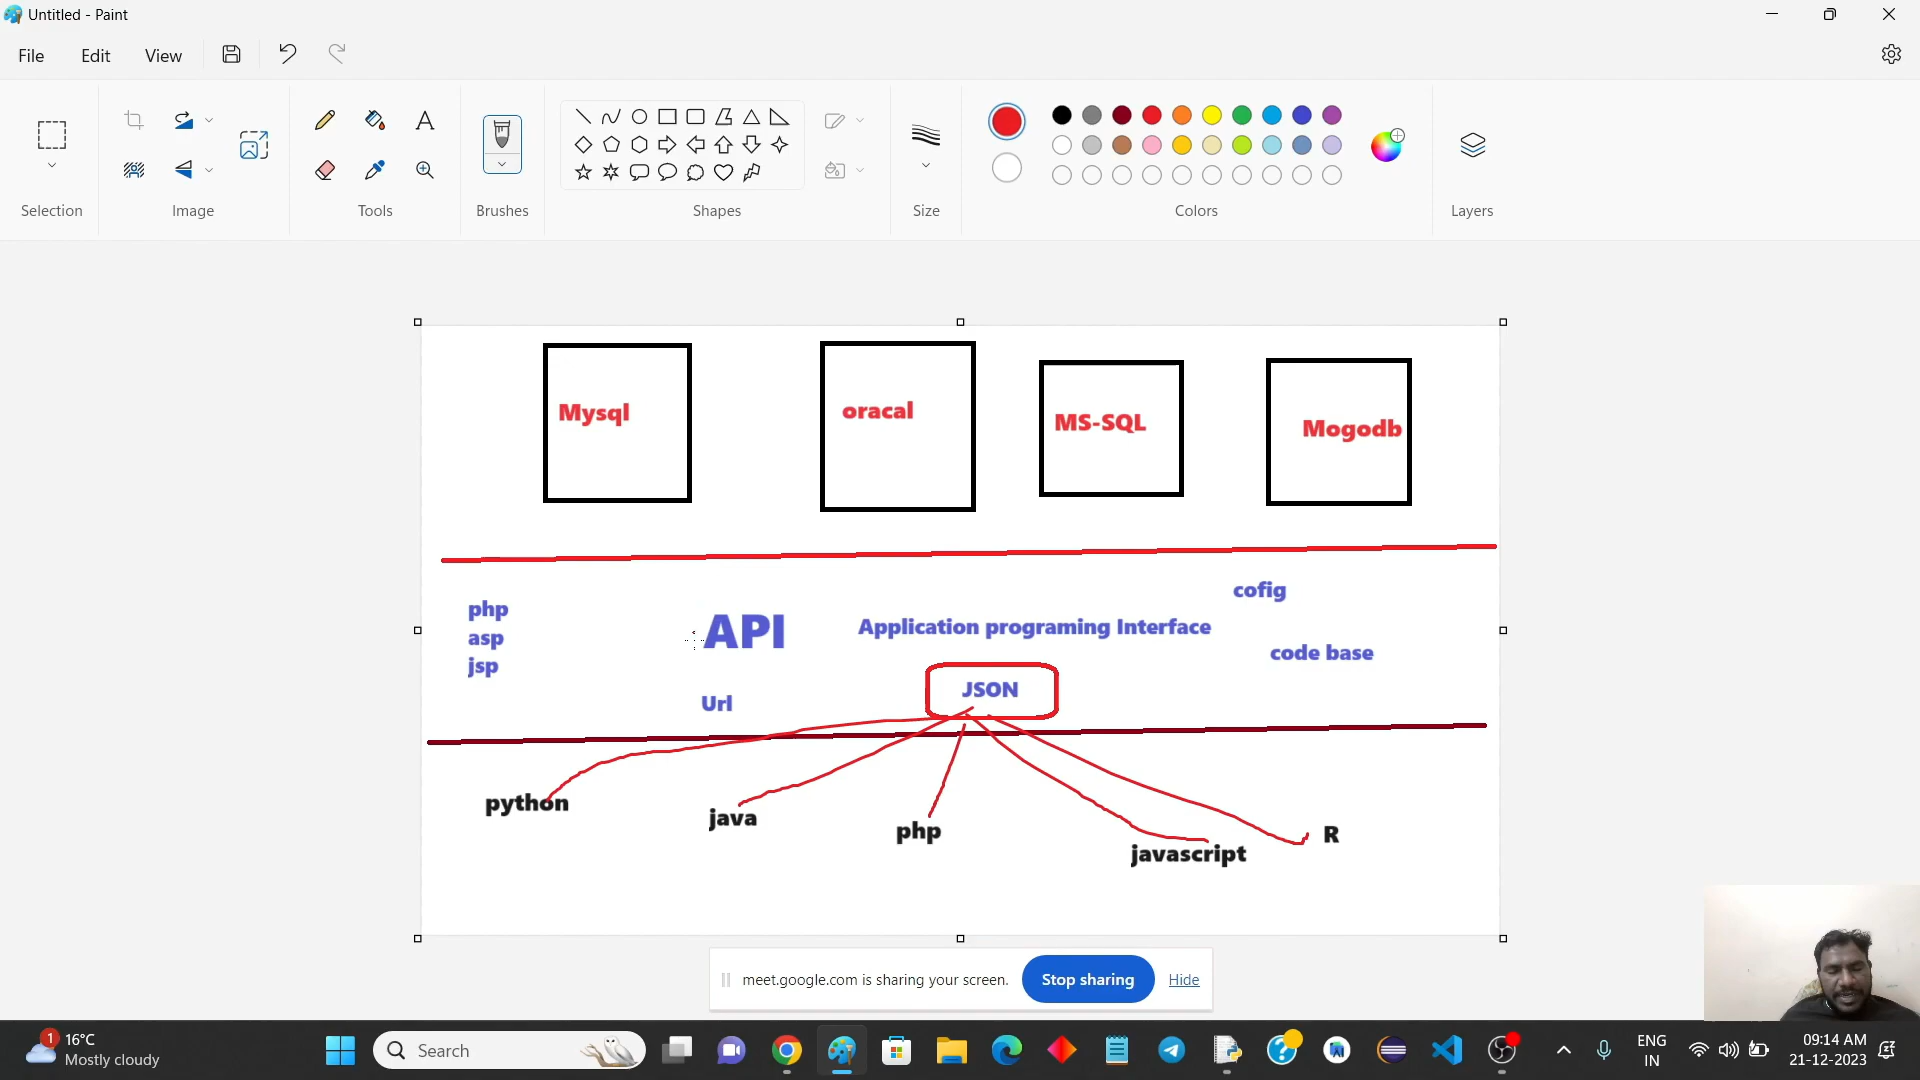 Untitled - Paint
File Edit View
Selection Image Tools Brushes Shapes Size Colors Layers
Mysql oracal MS-SQL Mogodb
cofig
php
asp
jsp
API Application programing Interface
code base
Url JSON
python java php javascript R
meet.google.com is sharing your screen. Stop sharing Hide
1 16°C
Mostly cloudy
Search
ENG
IN
09:14 AM
21-12-2023